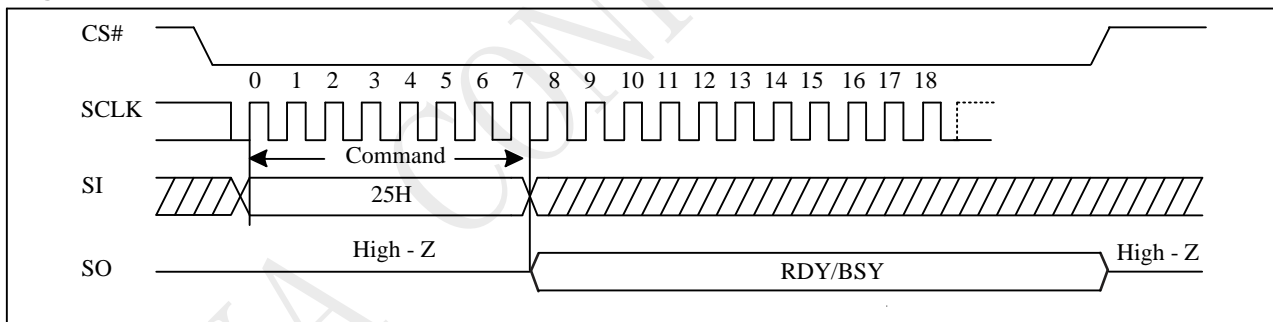 CS#
0 1 2 3 4 5 6 7 8 9 10 11 12 13 14 15 16 17 18
SCLK
Command
SI
25H
High - Z
SO
RDY/BSY
High - Z